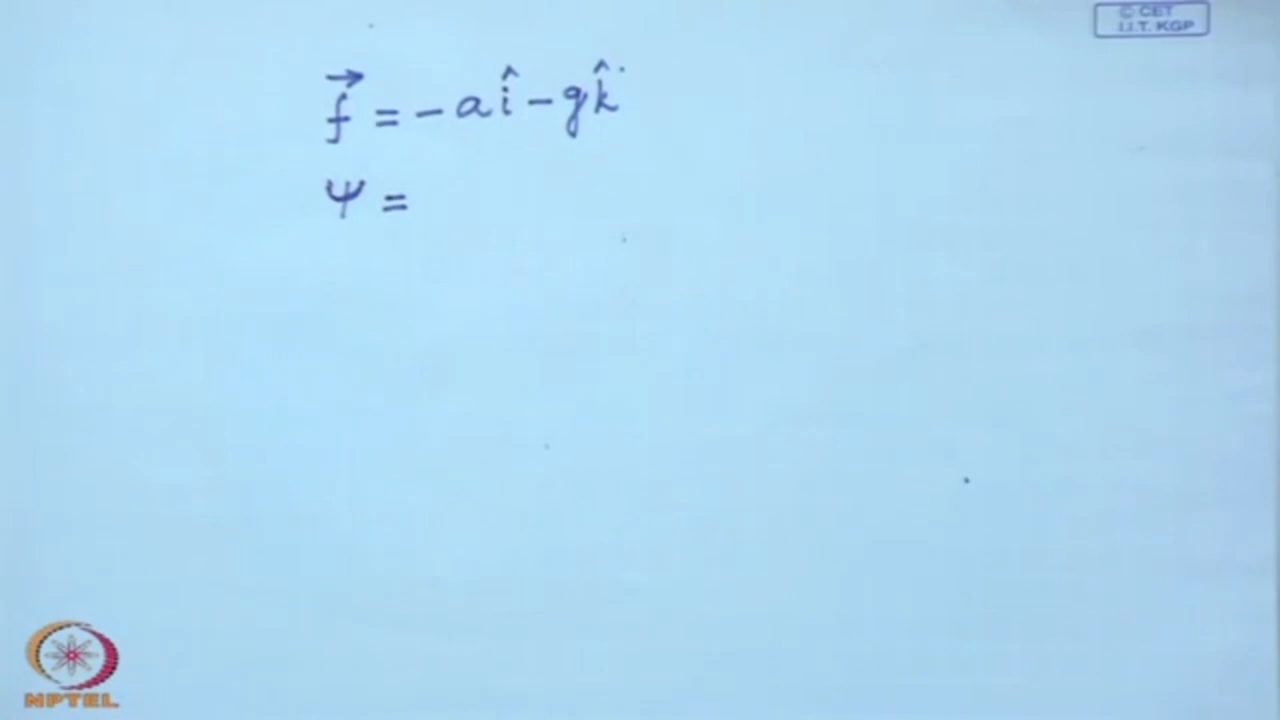 © CET
I.I.T. KGP
f⃗ = - a î - g k̂
ψ =
NPTEL